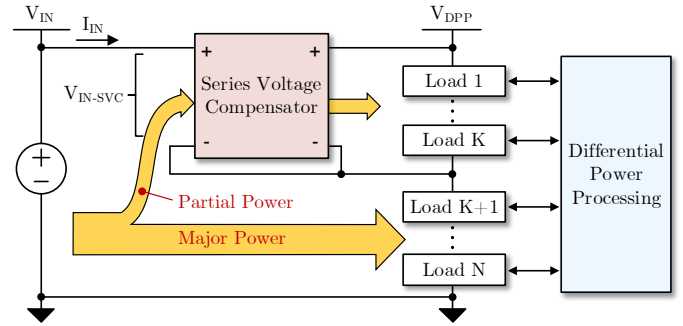 V_IN
I_IN
V_DPP
+ +
Series Voltage
Compensator
- -
V_IN-SVC
+
−
Load 1
Load K
Load K+1
Load N
Differential
Power
Processing
Partial Power
Major Power